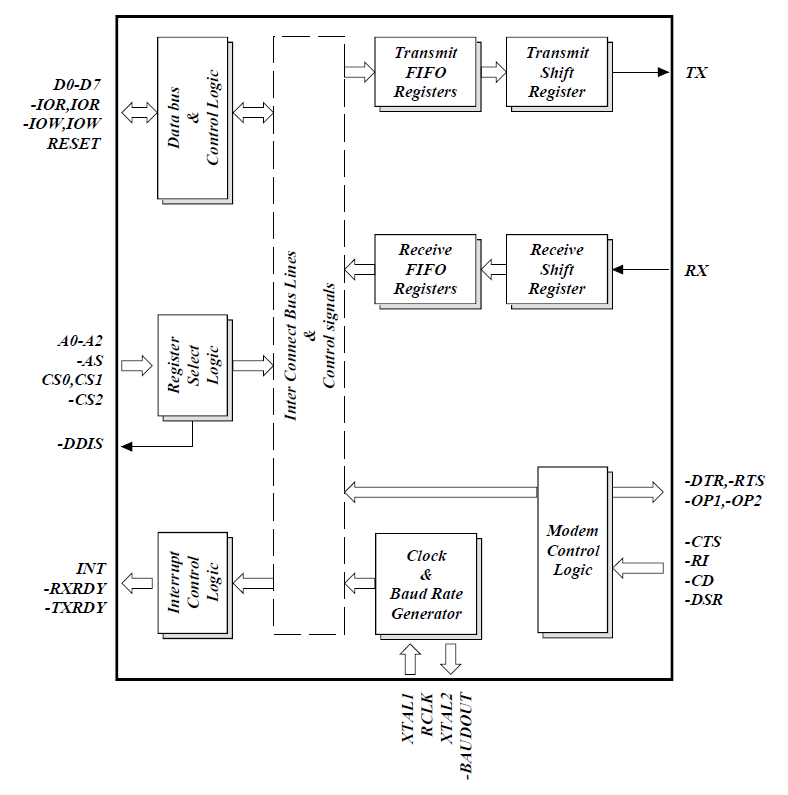 D0-D7
-IOR,IOR
-IOW,IOW
RESET
Data bus
&
Control Logic
Transmit
FIFO
Registers
Transmit
Shift
Register
TX
Receive
FIFO
Registers
Receive
Shift
Register
RX
Inter Connect Bus Lines
&
Control signals
A0-A2
-AS
CS0,CS1
-CS2
Register
Select
Logic
-DDIS
INT
-RXRDY
-TXRDY
Interrupt
Control
Logic
Clock
&
Baud Rate
Generator
Modem
Control
Logic
-DTR,-RTS
-OP1,-OP2
-CTS
-RI
-CD
-DSR
XTAL1
RCLK
XTAL2
-BAUDOUT